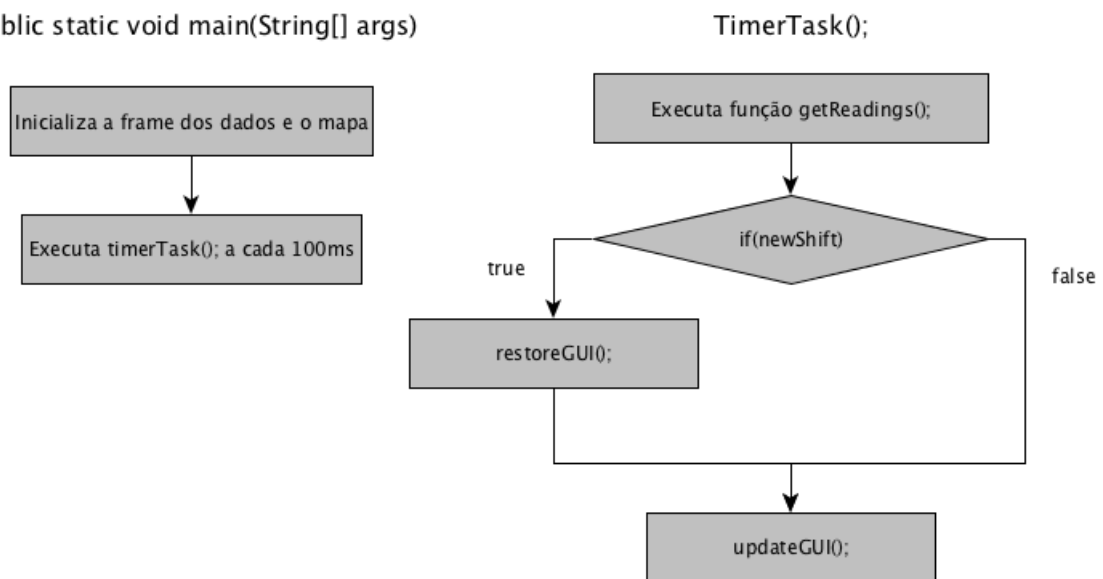 blic static void main(String[] args)
Inicializa a frame dos dados e o mapa
Executa timerTask(); a cada 100ms
TimerTask();
Executa função getReadings();
if(newShift)
true
false
restoreGUI();
updateGUI();